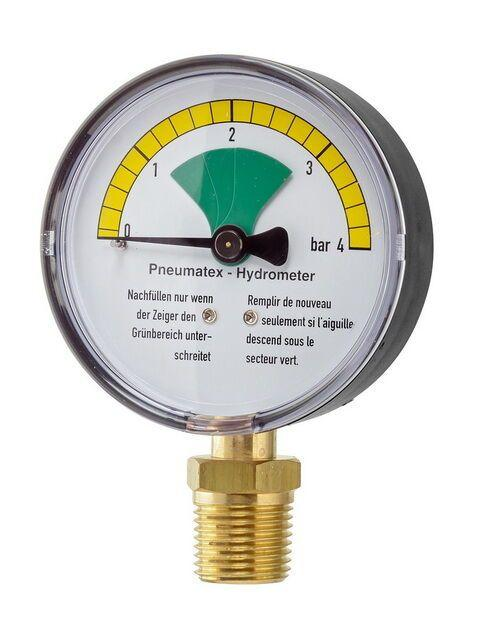 2
1
3
0
bar 4
Pneumatex - Hydrometer
Nachfüllen nur wenn
der Zeiger den
Grünbereich unter-
schreitet
Remplir de nouveau
seulement si l'aiguille
descend sous le
secteur vert.